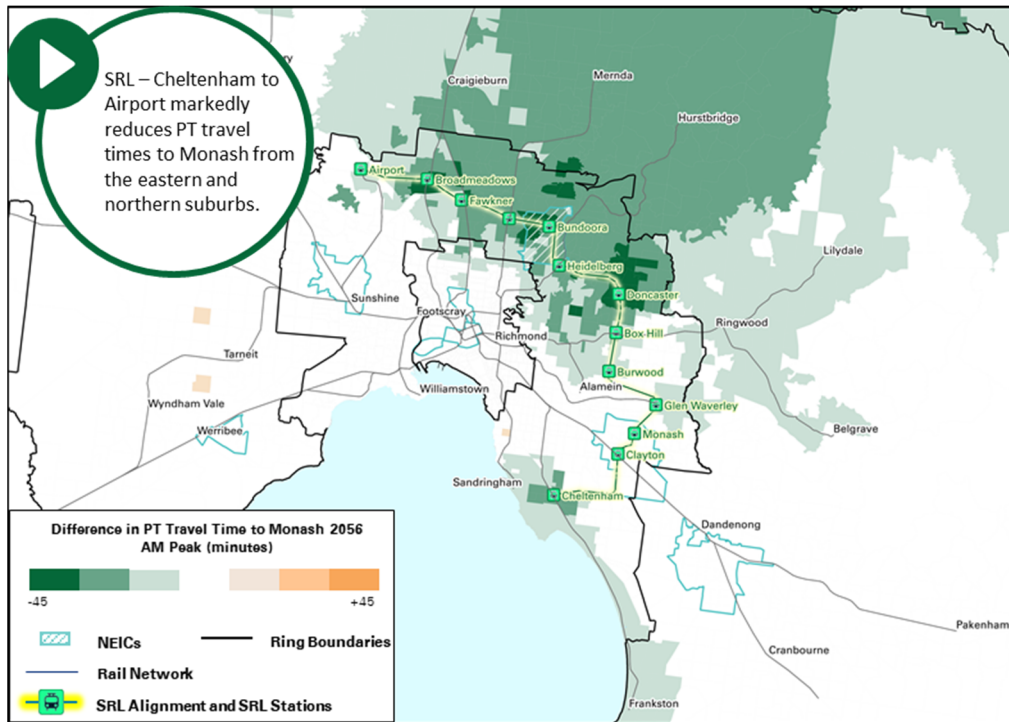 SRL – Cheltenham to
Airport markedly
reduces PT travel
times to Monash from
the eastern and
northern suburbs.
Craigieburn
Mernda
Hurstbridge
Airport
Broadmeadows
Fawkner
Bundoora
Heidelberg
Lilydale
Doncaster
Sunshine
Footscray
Ringwood
Richmond
Box Hill
Tarneit
Burwood
Alamein
Williamstown
Wyndham Vale
Glen Waverley
Werribee
Belgrave
Monash
Clayton
Sandringham
Cheltenham
Dandenong
Pakenham
Cranbourne
Frankston
Difference in PT Travel Time to Monash 2056
AM Peak (minutes)
-45 +45
NEICs Ring Boundaries
Rail Network
SRL Alignment and SRL Stations